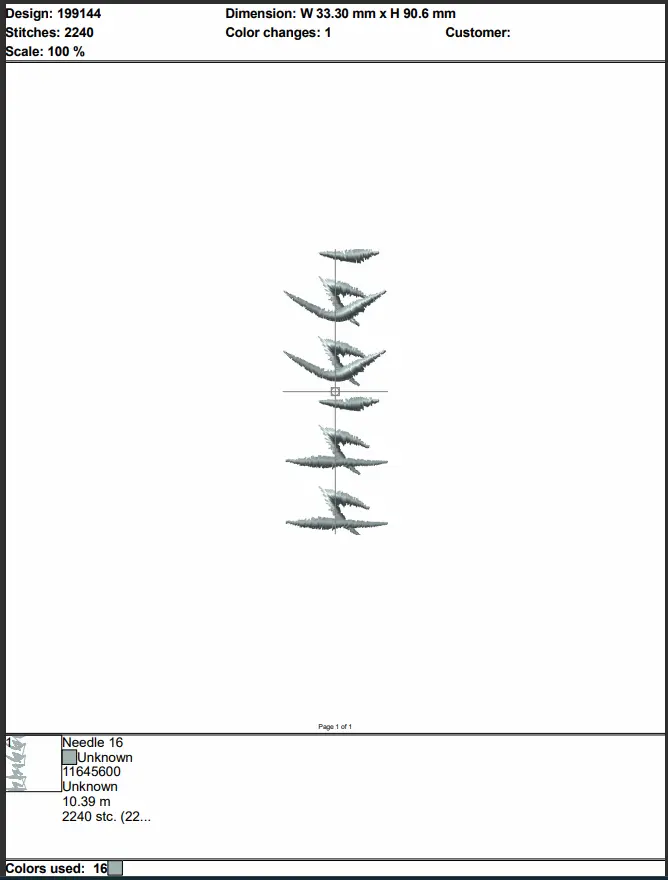 Design: 199144 Dimension: W 33.30 mm x H 90.6 mm
Stitches: 2240 Color changes: 1 Customer:
Scale: 100 %
Page 1 of 1
1 Needle 16
Unknown
11645600
Unknown
10.39 m
2240 stc. (22...
Colors used: 16